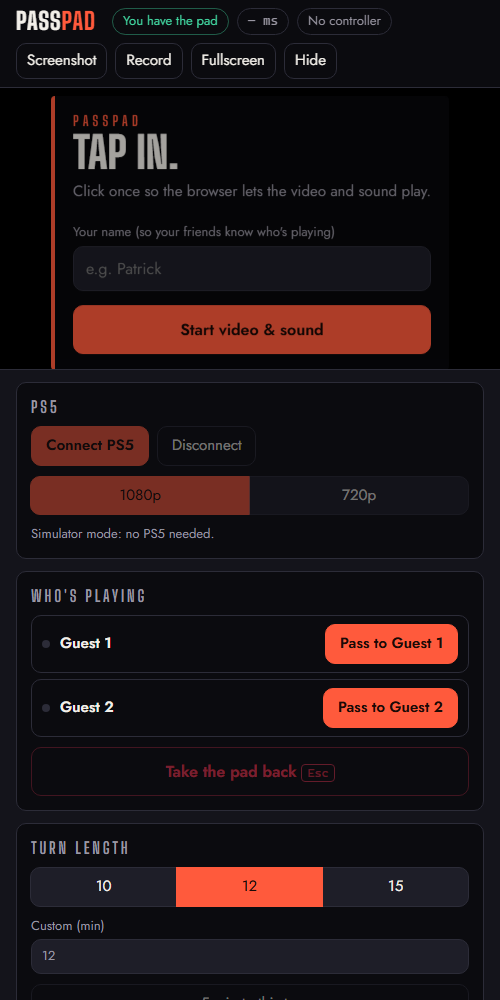 PASSPAD You have the pad – ms No controller
Screenshot Record Fullscreen Hide
PASSPAD
TAP IN.
Click once so the browser lets the video and sound play.
Your name (so your friends know who's playing)
e.g. Patrick
Start video & sound
PS5
Connect PS5 Disconnect
1080p 720p
Simulator mode: no PS5 needed.
WHO'S PLAYING
Guest 1 Pass to Guest 1
Guest 2 Pass to Guest 2
Take the pad back Esc
TURN LENGTH
10 12 15
Custom (min)
12